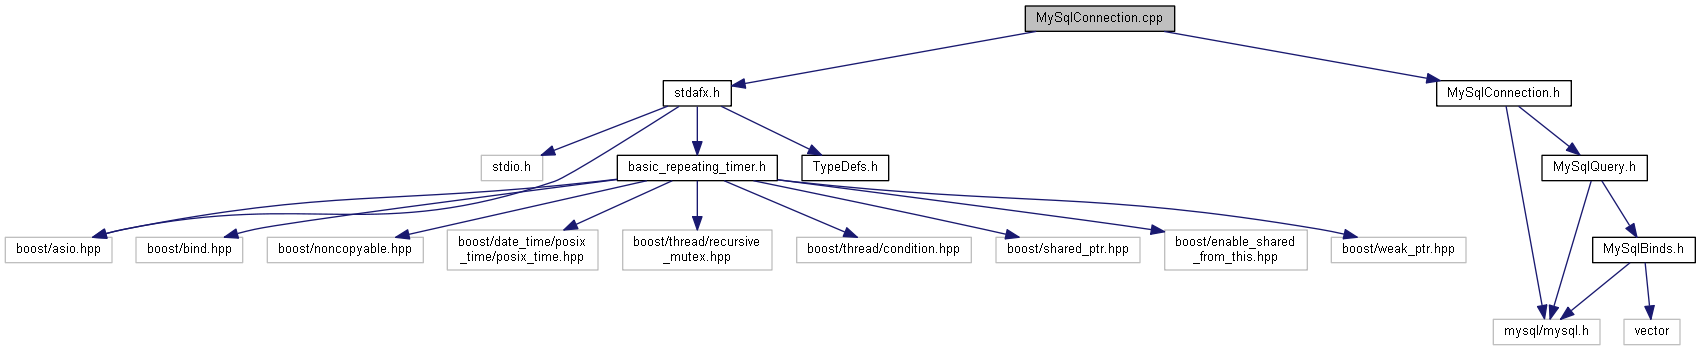 MySqlConnection.cpp
stdafx.h
MySqlConnection.h
stdio.h
basic_repeating_timer.h
TypeDefs.h
MySqlQuery.h
boost/asio.hpp
boost/bind.hpp
boost/noncopyable.hpp
boost/date_time/posix
_time/posix_time.hpp
boost/thread/recursive
_mutex.hpp
boost/thread/condition.hpp
boost/shared_ptr.hpp
boost/enable_shared
_from_this.hpp
boost/weak_ptr.hpp
MySqlBinds.h
mysql/mysql.h
vector